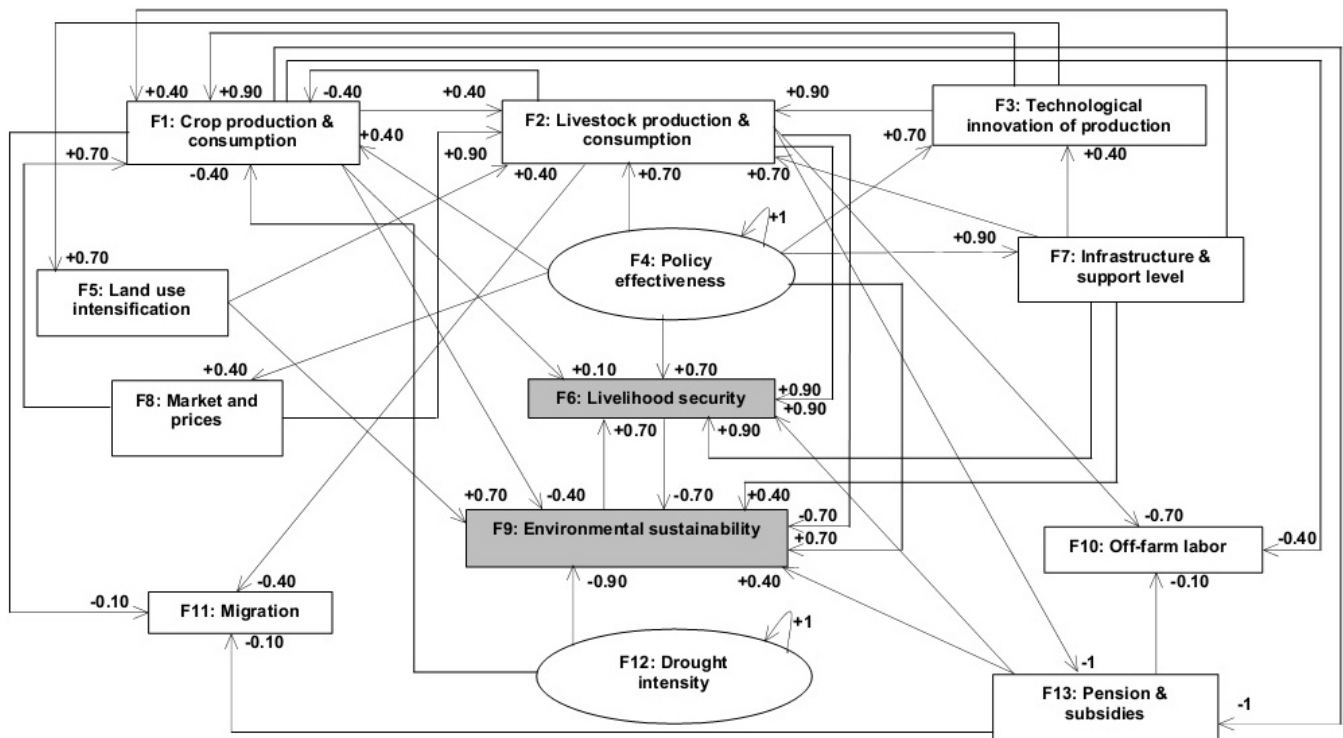 +0.40 +0.90 -0.40 +0.40 +0.90
F1: Crop production &
consumption
+0.40
+0.70
-0.40
F2: Livestock production &
consumption
+0.90
+0.40
+0.70
+0.70
F3: Technological
innovation of production
+0.70
+0.40
+1
F4: Policy
effectiveness
+0.90
F7: Infrastructure &
support level
+0.70
F5: Land use
intensification
+0.40
F8: Market and
prices
+0.10
+0.70
F6: Livelihood security
+0.90
+0.90
+0.70
+0.90
+0.70
-0.40
-0.70
+0.40
F9: Environmental sustainability
-0.70
+0.70
-0.90
+0.40
-0.70
F10: Off-farm labor
-0.40
-0.10
-0.40
-0.10
F11: Migration
-0.10
+1
F12: Drought
intensity
-1
F13: Pension &
subsidies
-1